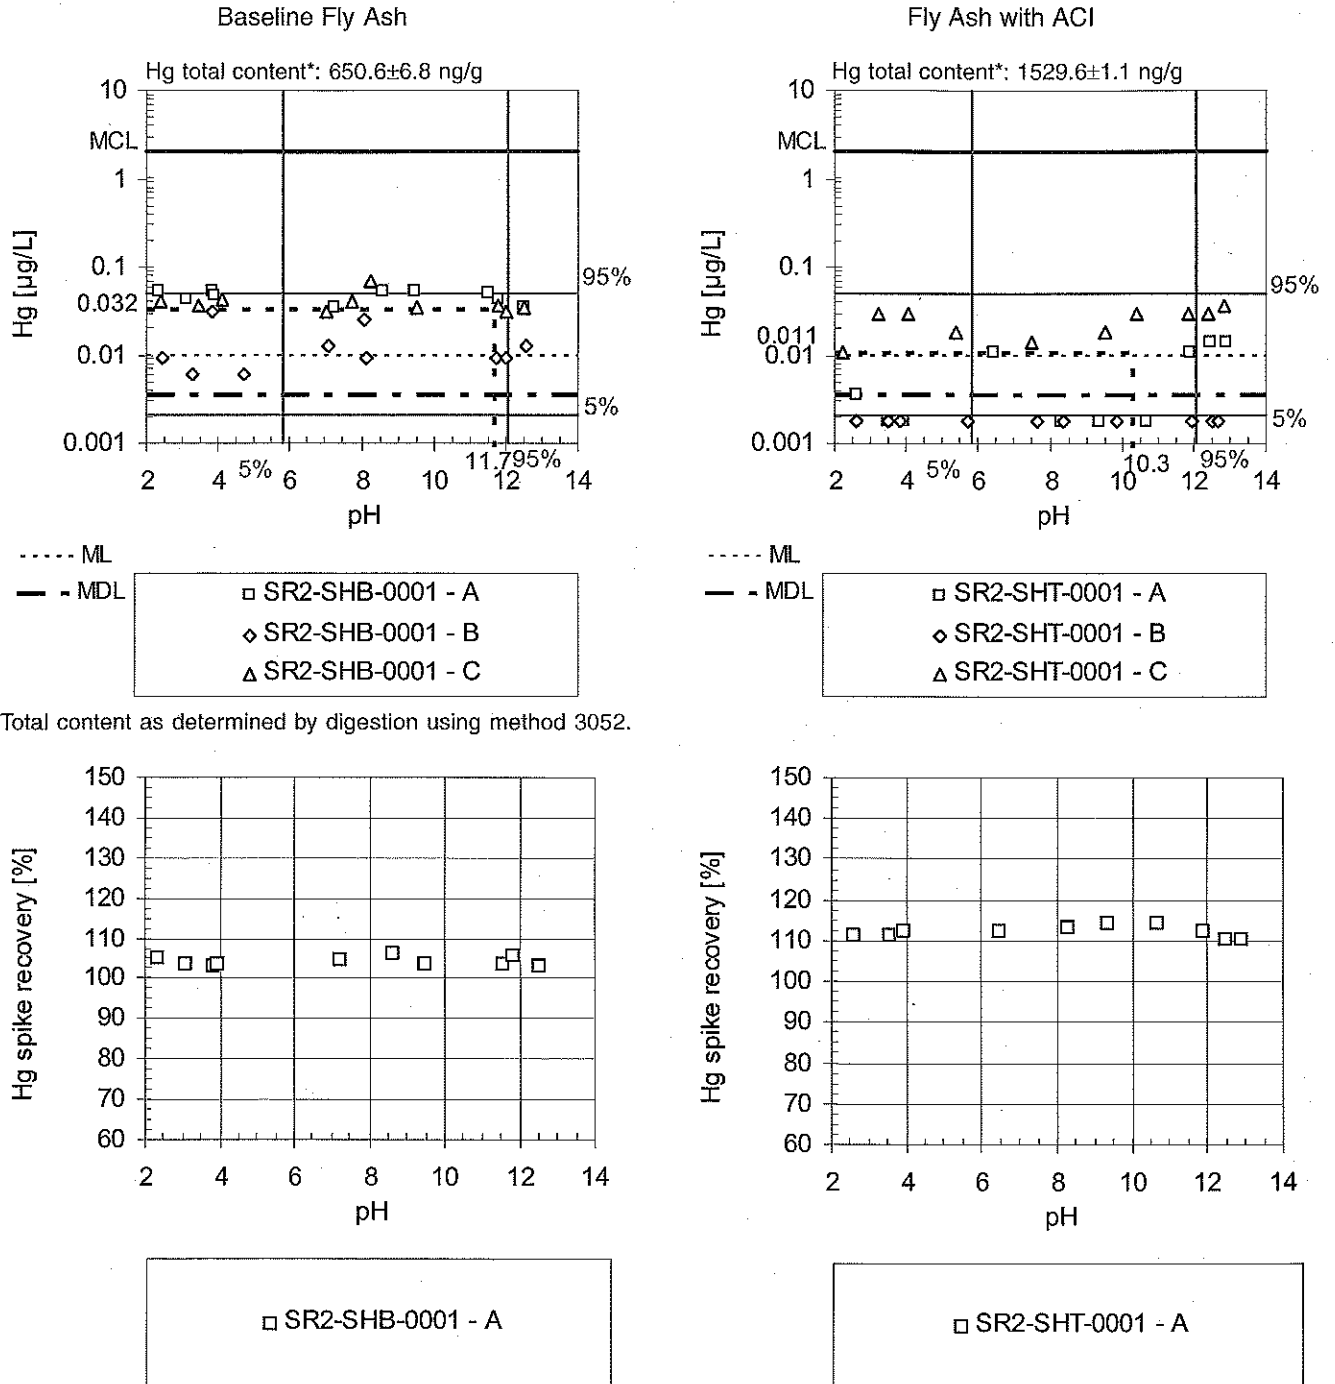 Baseline Fly Ash
Hg total content*: 650.6±6.8 ng/g
10
MCL
1
0.1
0.032
0.01
0.001
Hg [µg/L]
95%
5%
5%
11.795%
2 4 6 8 10 12 14
pH
ML
MDL
SR2-SHB-0001 - A
SR2-SHB-0001 - B
SR2-SHB-0001 - C
Fly Ash with ACI
Hg total content*: 1529.6±1.1 ng/g
10
MCL
1
0.1
0.011
0.01
0.001
Hg [µg/L]
95%
5%
5%
10.3
95%
2 4 6 8 10 12 14
pH
ML
MDL
SR2-SHT-0001 - A
SR2-SHT-0001 - B
SR2-SHT-0001 - C
Total content as determined by digestion using method 3052.
150
140
130
120
110
100
90
80
70
60
Hg spike recovery [%]
2 4 6 8 10 12 14
pH
SR2-SHB-0001 - A
150
140
130
120
110
100
90
80
70
60
Hg spike recovery [%]
2 4 6 8 10 12 14
pH
SR2-SHT-0001 - A